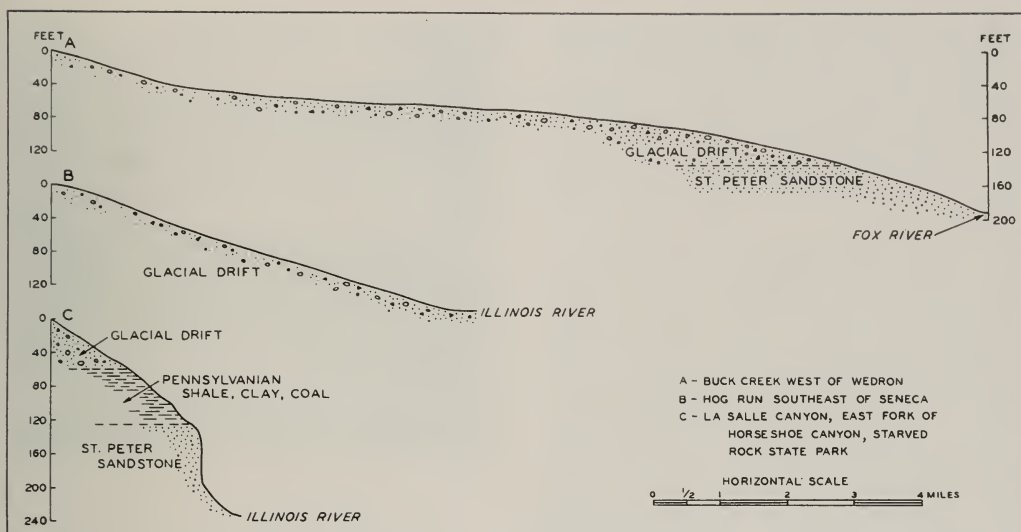 FEET
A
0
40
80
120
FEET
0
40
80
120
160
200
GLACIAL DRIFT
ST. PETER SANDSTONE
FOX RIVER
B
0
40
80
GLACIAL DRIFT
ILLINOIS RIVER
C
0
40
80
120
160
200
240
GLACIAL DRIFT
PENNSYLVANIAN
SHALE, CLAY, COAL
ST. PETER
SANDSTONE
ILLINOIS RIVER
A - BUCK CREEK WEST OF WEDRON
B - HOG RUN SOUTHEAST OF SENECA
C - LA SALLE CANYON, EAST FORK OF
HORSESHOE CANYON, STARVED
ROCK STATE PARK
HORIZONTAL SCALE
0 1/2 1 2 3 4 MILES